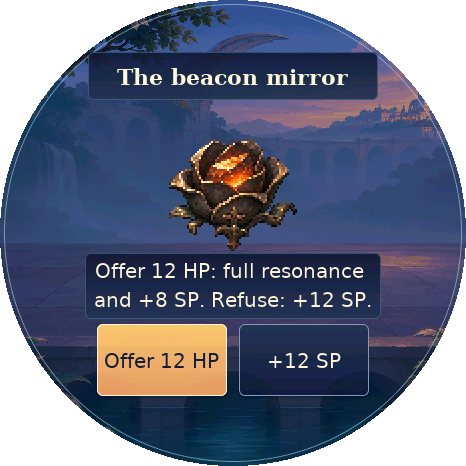 The beacon mirror
Offer 12 HP: full resonance
and +8 SP. Refuse: +12 SP.
Offer 12 HP
+12 SP